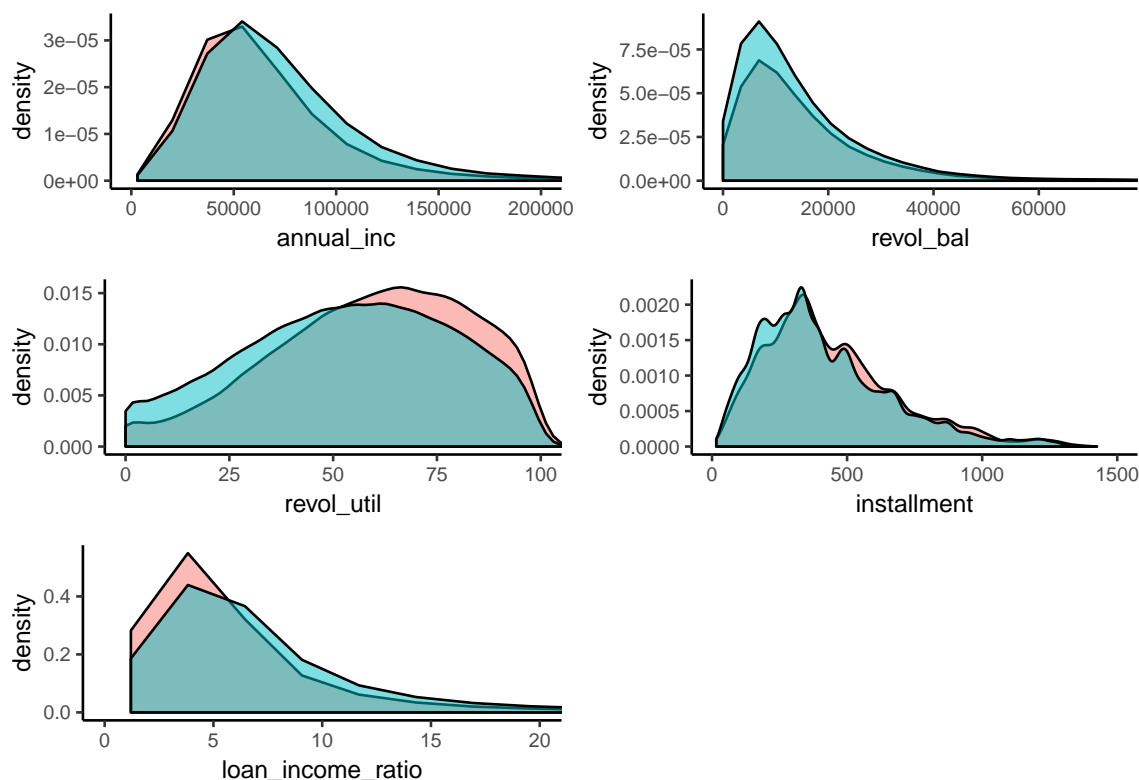 density
3e−05
2e−05
1e−05
0e+00
0 50000 100000 150000 200000
annual_inc
density
7.5e−05
5.0e−05
2.5e−05
0.0e+00
0 20000 40000 60000
revol_bal
density
0.015
0.010
0.005
0.000
0 25 50 75 100
revol_util
density
0.0020
0.0015
0.0010
0.0005
0.0000
0 500 1000 1500
installment
density
0.4
0.2
0.0
0 5 10 15 20
loan_income_ratio